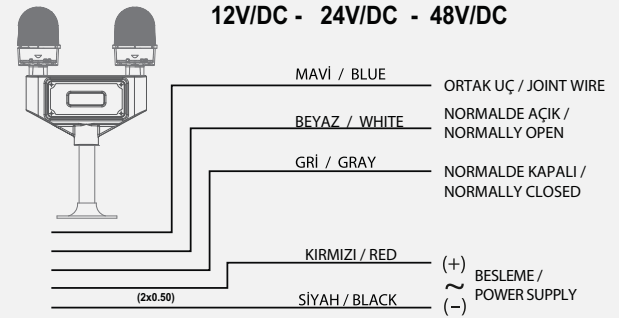 12V/DC - 24V/DC - 48V/DC
MAVİ / BLUE
ORTAK UÇ / JOINT WIRE
BEYAZ / WHITE
NORMALDE AÇIK /
NORMALLY OPEN
GRİ / GRAY
NORMALDE KAPALI /
NORMALLY CLOSED
KIRMIZI / RED
(+)
BESLEME /
~
POWER SUPPLY
(2x0.50)
SİYAH / BLACK
(−)